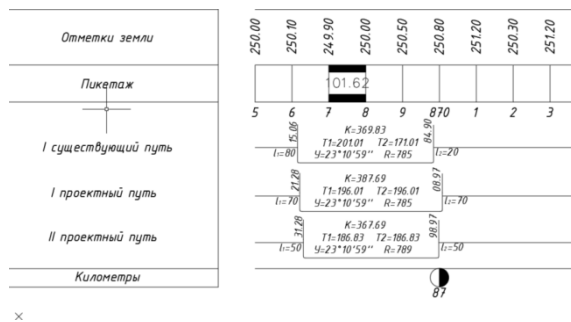 Отметки земли
250.00 250.10 249.90 250.00 250.50 250.80 251.20 250.30 251.20
Пикетаж
101.62
5 6 7 8 9 870 1 2 3
I существующий путь
15.06
K=369.83
T1=201.01 T2=171.01
У=23°10'59'' R=785
84.90
l₁=80
l₂=20
I проектный путь
21.28
K=387.69
T1=196.01 T2=196.01
У=23°10'59'' R=785
08.97
l₁=70
l₂=70
II проектный путь
31.28
K=367.69
T1=186.83 T2=186.83
У=23°10'59'' R=789
98.97
l₁=50
l₂=50
Километры
87